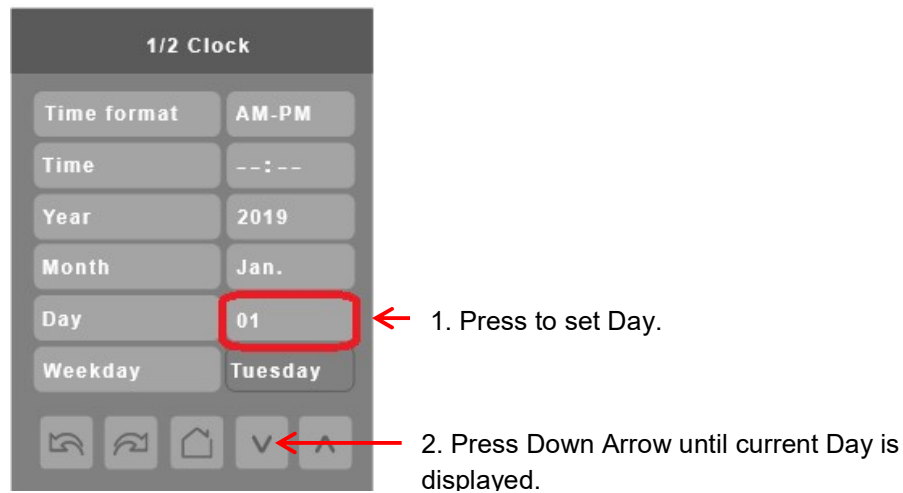 1/2 Clock
Time format AM-PM
Time --:--
Year 2019
Month Jan.
Day 01
1. Press to set Day.
Weekday Tuesday
2. Press Down Arrow until current Day is
displayed.